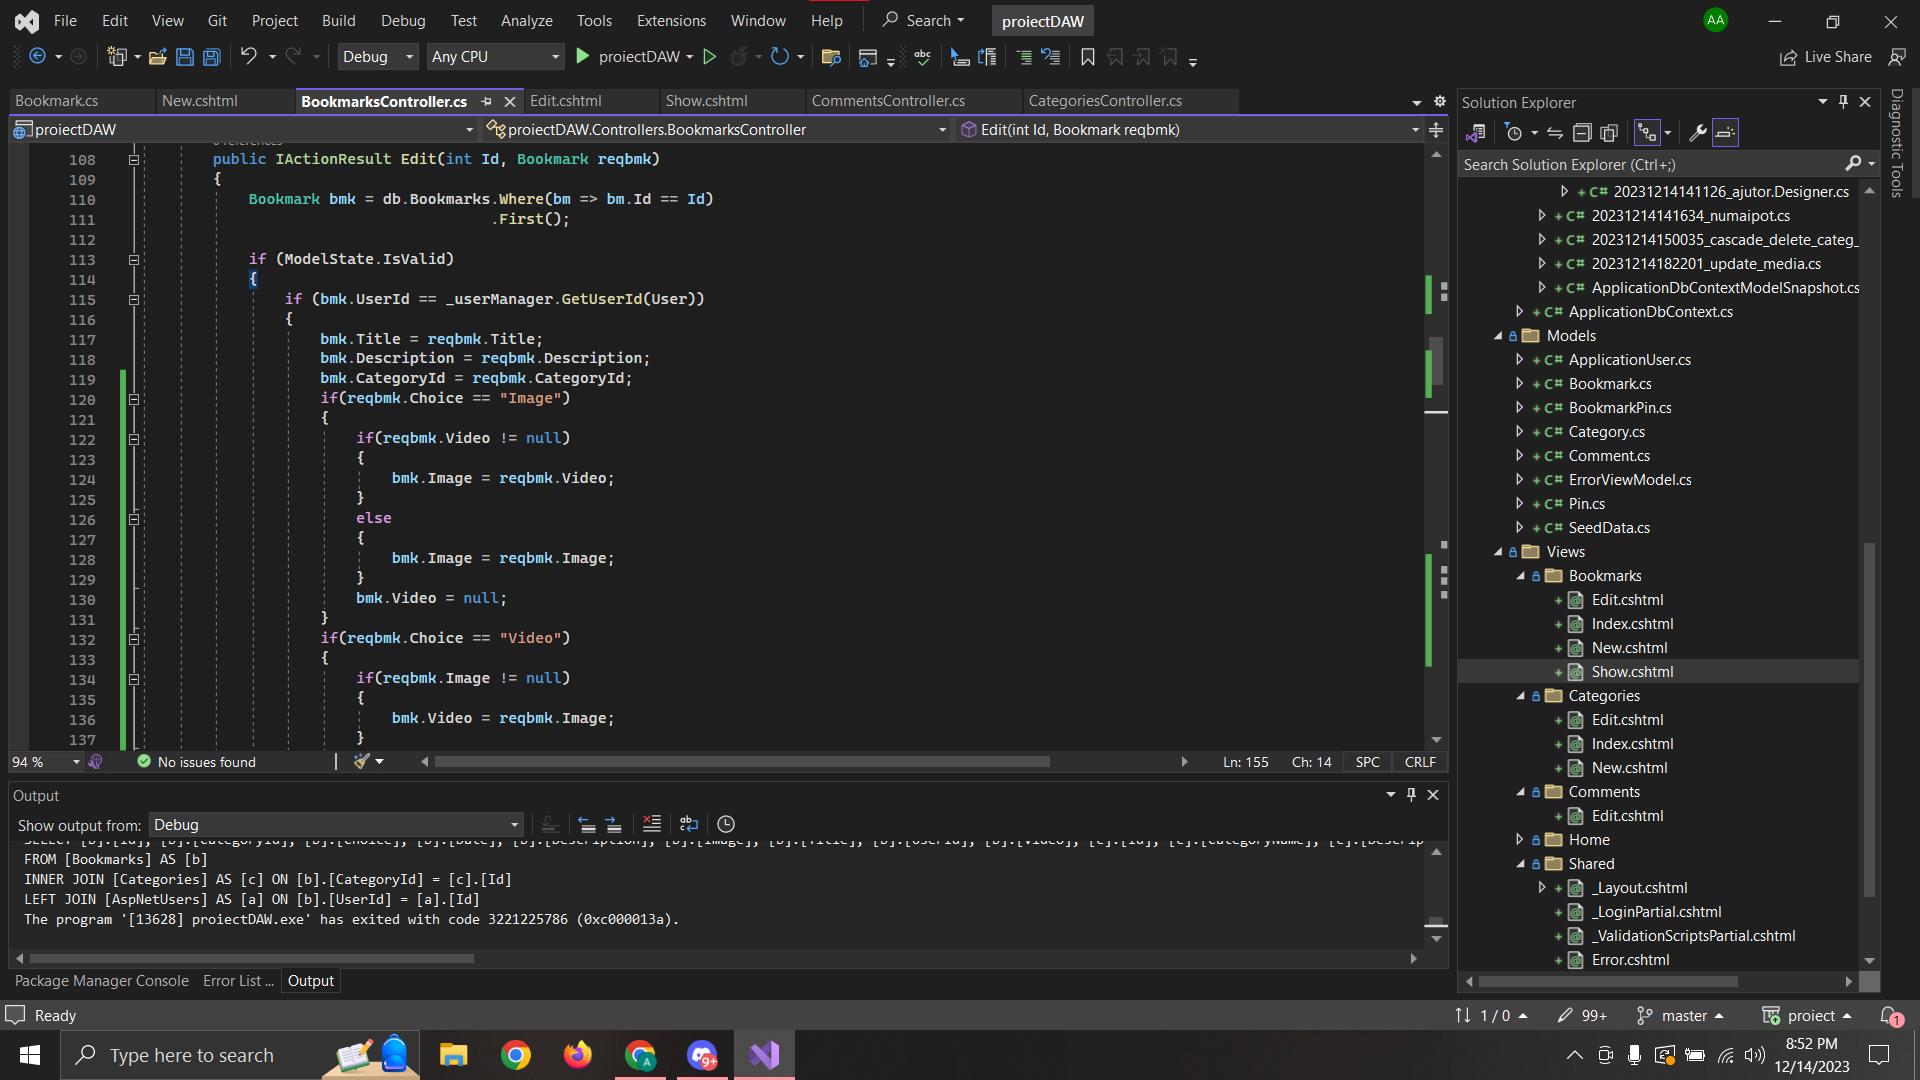 File Edit View Git Project Build Debug Test Analyze Tools Extensions Window Help Search proiectDAW AA
Debug Any CPU proiectDAW abc Live Share
Bookmark.cs New.cshtml BookmarksController.cs Edit.cshtml Show.cshtml CommentsController.cs CategoriesController.cs
proiectDAW proiectDAW.Controllers.BookmarksController Edit(int Id, Bookmark reqbmk)
108 public IActionResult Edit(int Id, Bookmark reqbmk)
109 {
110 Bookmark bmk = db.Bookmarks.Where(bm => bm.Id == Id)
111 .First();
112
113 if (ModelState.IsValid)
114 {
115 if (bmk.UserId == _userManager.GetUserId(User))
116 {
117 bmk.Title = reqbmk.Title;
118 bmk.Description = reqbmk.Description;
119 bmk.CategoryId = reqbmk.CategoryId;
120 if(reqbmk.Choice == "Image")
121 {
122 if(reqbmk.Video != null)
123 {
124 bmk.Image = reqbmk.Video;
125 }
126 else
127 {
128 bmk.Image = reqbmk.Image;
129 }
130 bmk.Video = null;
131 }
132 if(reqbmk.Choice == "Video")
133 {
134 if(reqbmk.Image != null)
135 {
136 bmk.Video = reqbmk.Image;
137 }
94 % No issues found Ln: 155 Ch: 14 SPC CRLF
Output
Show output from: Debug
FROM [Bookmarks] AS [b]
INNER JOIN [Categories] AS [c] ON [b].[CategoryId] = [c].[Id]
LEFT JOIN [AspNetUsers] AS [a] ON [b].[UserId] = [a].[Id]
The program '[13628] proiectDAW.exe' has exited with code 3221225786 (0xc000013a).
Package Manager Console Error List ... Output
Solution Explorer
Search Solution Explorer (Ctrl+;)
C# 20231214141126_ajutor.Designer.cs
C# 20231214141634_numaipot.cs
C# 20231214150035_cascade_delete_categ_
C# 20231214182201_update_media.cs
C# ApplicationDbContextModelSnapshot.cs
C# ApplicationDbContext.cs
Models
C# ApplicationUser.cs
C# Bookmark.cs
C# BookmarkPin.cs
C# Category.cs
C# Comment.cs
C# ErrorViewModel.cs
C# Pin.cs
C# SeedData.cs
Views
Bookmarks
Edit.cshtml
Index.cshtml
New.cshtml
Show.cshtml
Categories
Edit.cshtml
Index.cshtml
New.cshtml
Comments
Edit.cshtml
Home
Shared
_Layout.cshtml
_LoginPartial.cshtml
_ValidationScriptsPartial.cshtml
Error.cshtml
Diagnostic Tools
Ready 1 / 0 99+ master proiect 1
Type here to search A 9+ 8:52 PM
12/14/2023